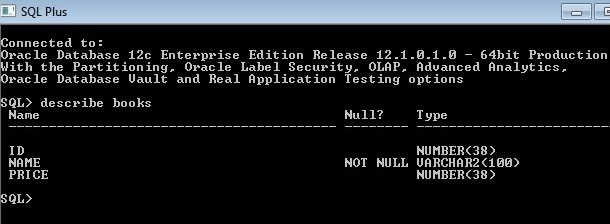 SQL Plus
Connected to:
Oracle Database 12c Enterprise Edition Release 12.1.0.1.0 - 64bit Production
With the Partitioning, Oracle Label Security, OLAP, Advanced Analytics,
Oracle Database Vault and Real Application Testing options
SQL> describe books
Name Null? Type
----------------------------------------- -------- ----------------------------
ID NUMBER(38)
NAME NOT NULL VARCHAR2(100)
PRICE NUMBER(38)
SQL>